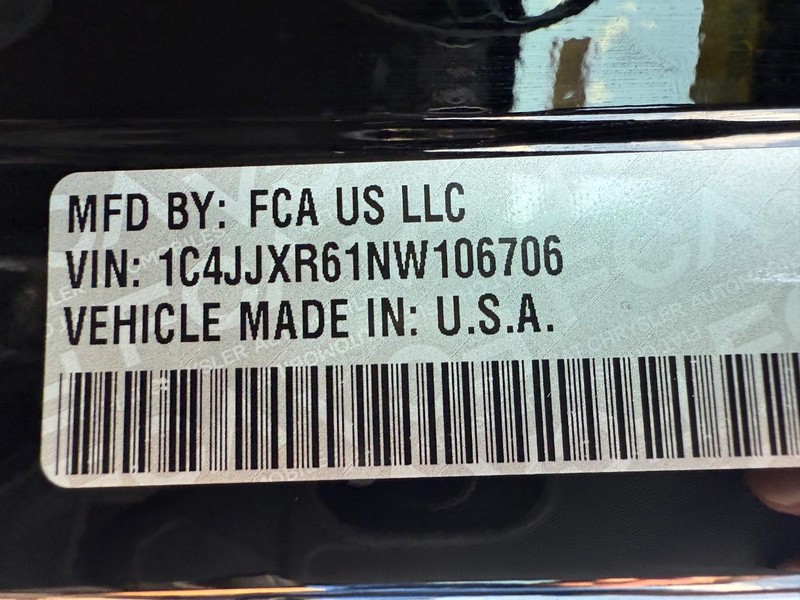 MFD BY: FCA US LLC
VIN: 1C4JJXR61NW106706
VEHICLE MADE IN: U.S.A.